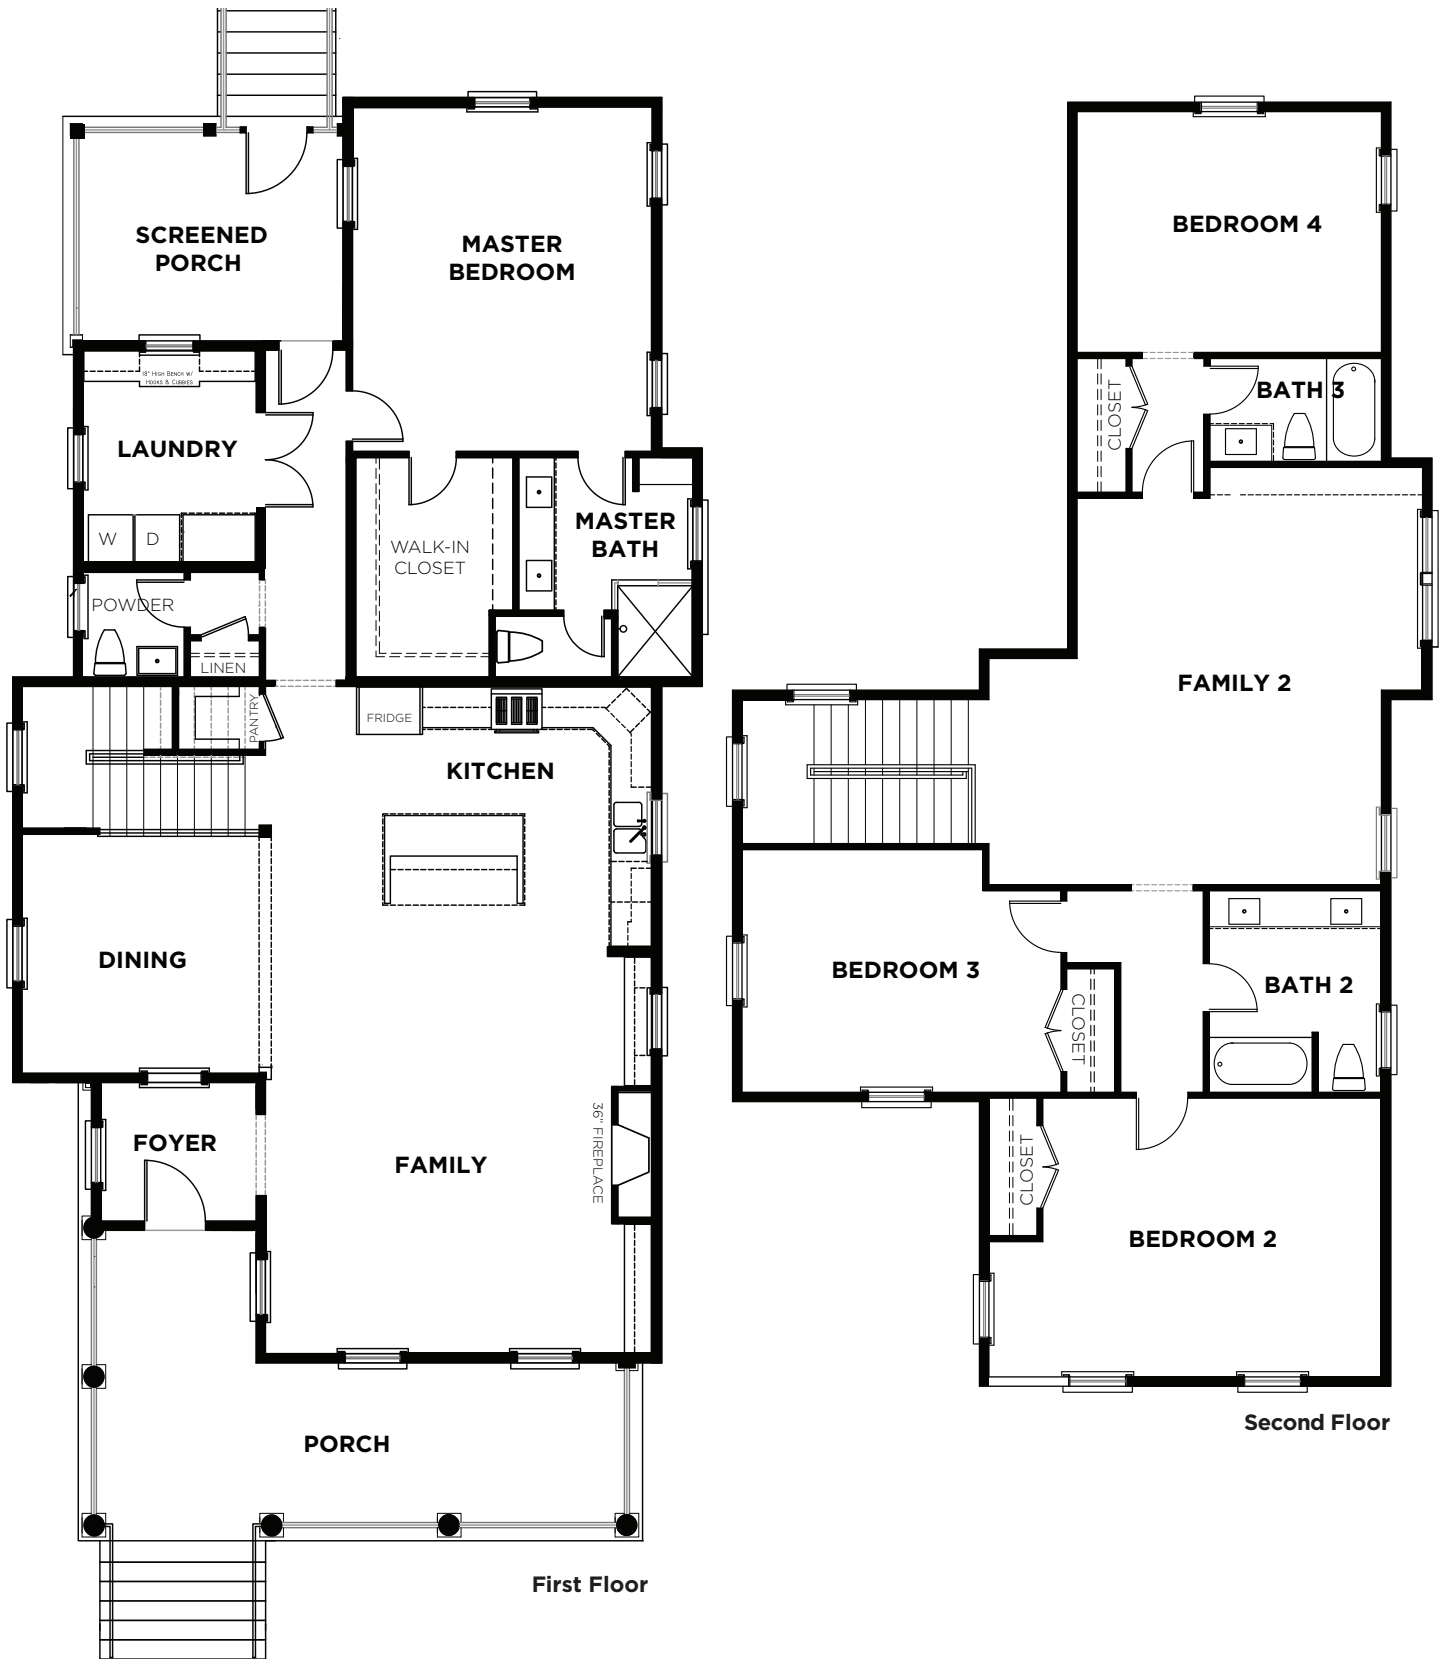 SCREENED
PORCH
MASTER
BEDROOM
18" High Bench w/
Hooks & Cubbies
LAUNDRY
W
D
WALK-IN
CLOSET
MASTER
BATH
POWDER
LINEN
PANTRY
FRIDGE
KITCHEN
DINING
FOYER
FAMILY
36" FIREPLACE
PORCH
First Floor
BEDROOM 4
CLOSET
BATH 3
FAMILY 2
BEDROOM 3
CLOSET
BATH 2
CLOSET
BEDROOM 2
Second Floor